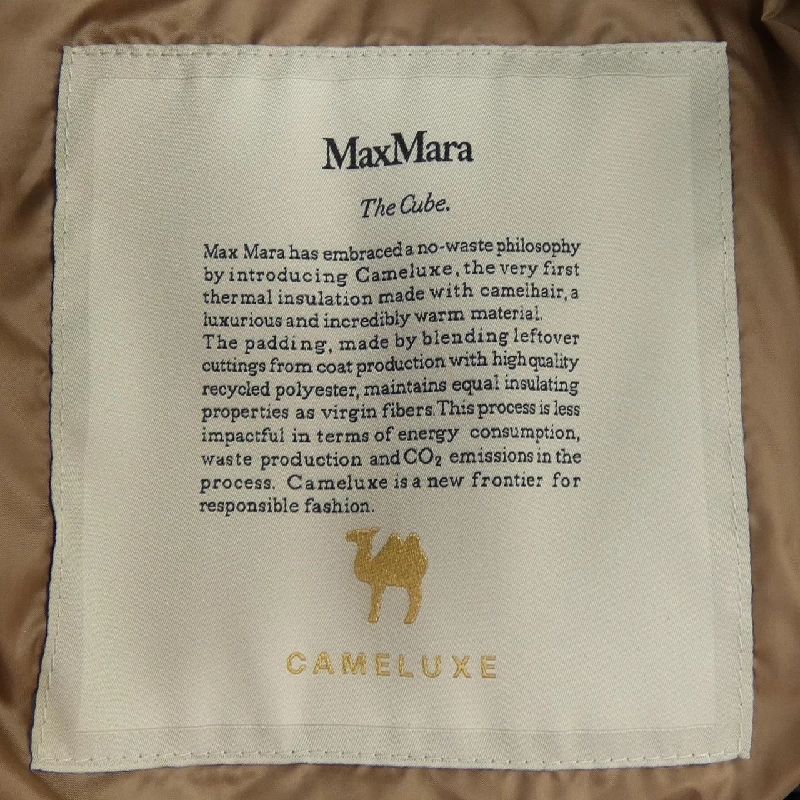 MaxMara
The Cube.
Max Mara has embraced a no-waste philosophy
by introducing Cameluxe, the very first
thermal insulation made with camelhair, a
luxurious and incredibly warm material.
The padding, made by blending leftover
cuttings from coat production with high quality
recycled polyester, maintains equal insulating
properties as virgin fibers. This process is less
impactful in terms of energy consumption,
waste production and CO₂ emissions in the
process. Cameluxe is a new frontier for
responsible fashion.
CAMELUXE